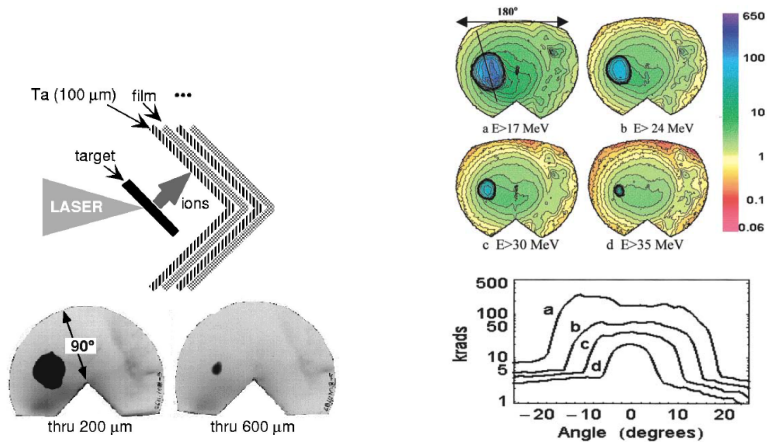 Ta (100 μm)
film
•••
target
LASER
ions
90º
thru 200 μm
thru 600 μm
180°
a E>17 MeV
b E> 24 MeV
c E>30 MeV
d E>35 MeV
650
100
10
1
0.1
0.06
krads
500
100
50
10
5
1
a
b
c
d
−20 −10 0 10 20
Angle (degrees)